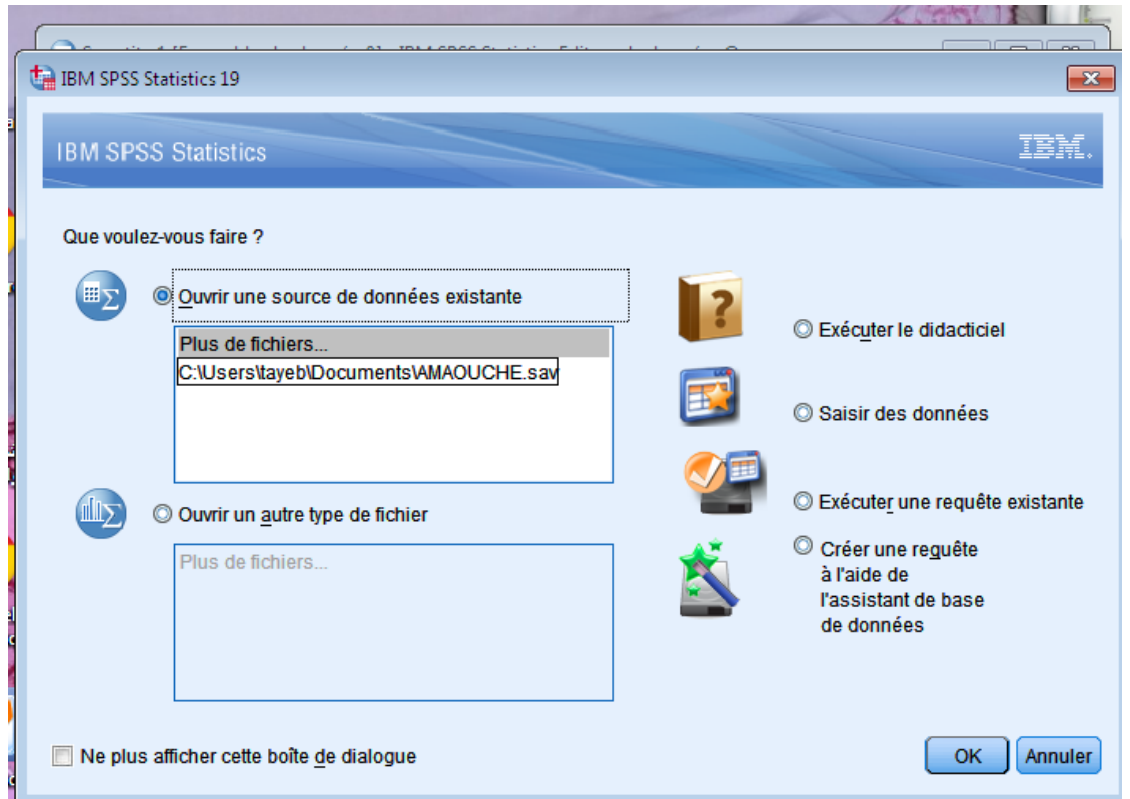 IBM SPSS Statistics 19
IBM SPSS Statistics
IBM.
Que voulez-vous faire ?
Ouvrir une source de données existante
Plus de fichiers...
C:\Users\tayeb\Documents\AMAOUCHE.sav
Ouvrir un autre type de fichier
Plus de fichiers...
Exécuter le didacticiel
Saisir des données
Exécuter une requête existante
Créer une requête
à l'aide de
l'assistant de base
de données
Ne plus afficher cette boîte de dialogue
OK
Annuler